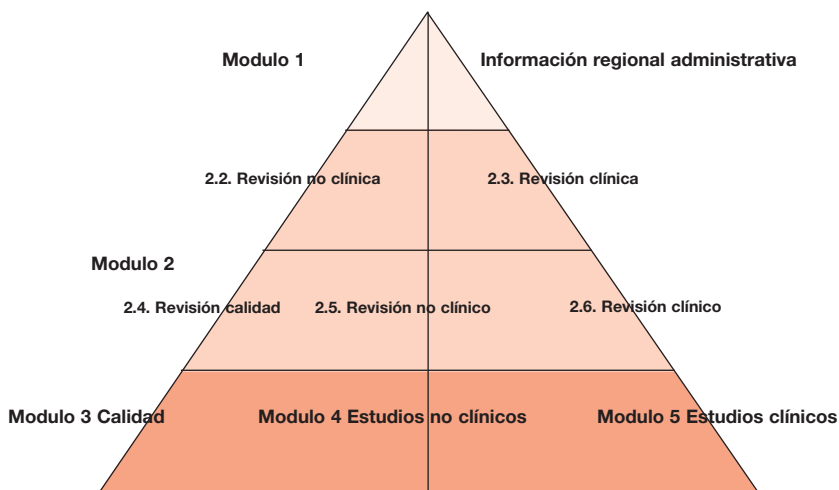 Modulo 1
Información regional administrativa
2.2. Revisión no clínica
2.3. Revisión clínica
Modulo 2
2.4. Revisión calidad
2.5. Revisión no clínico
2.6. Revisión clínico
Modulo 3 Calidad
Modulo 4 Estudios no clínicos
Modulo 5 Estudios clínicos